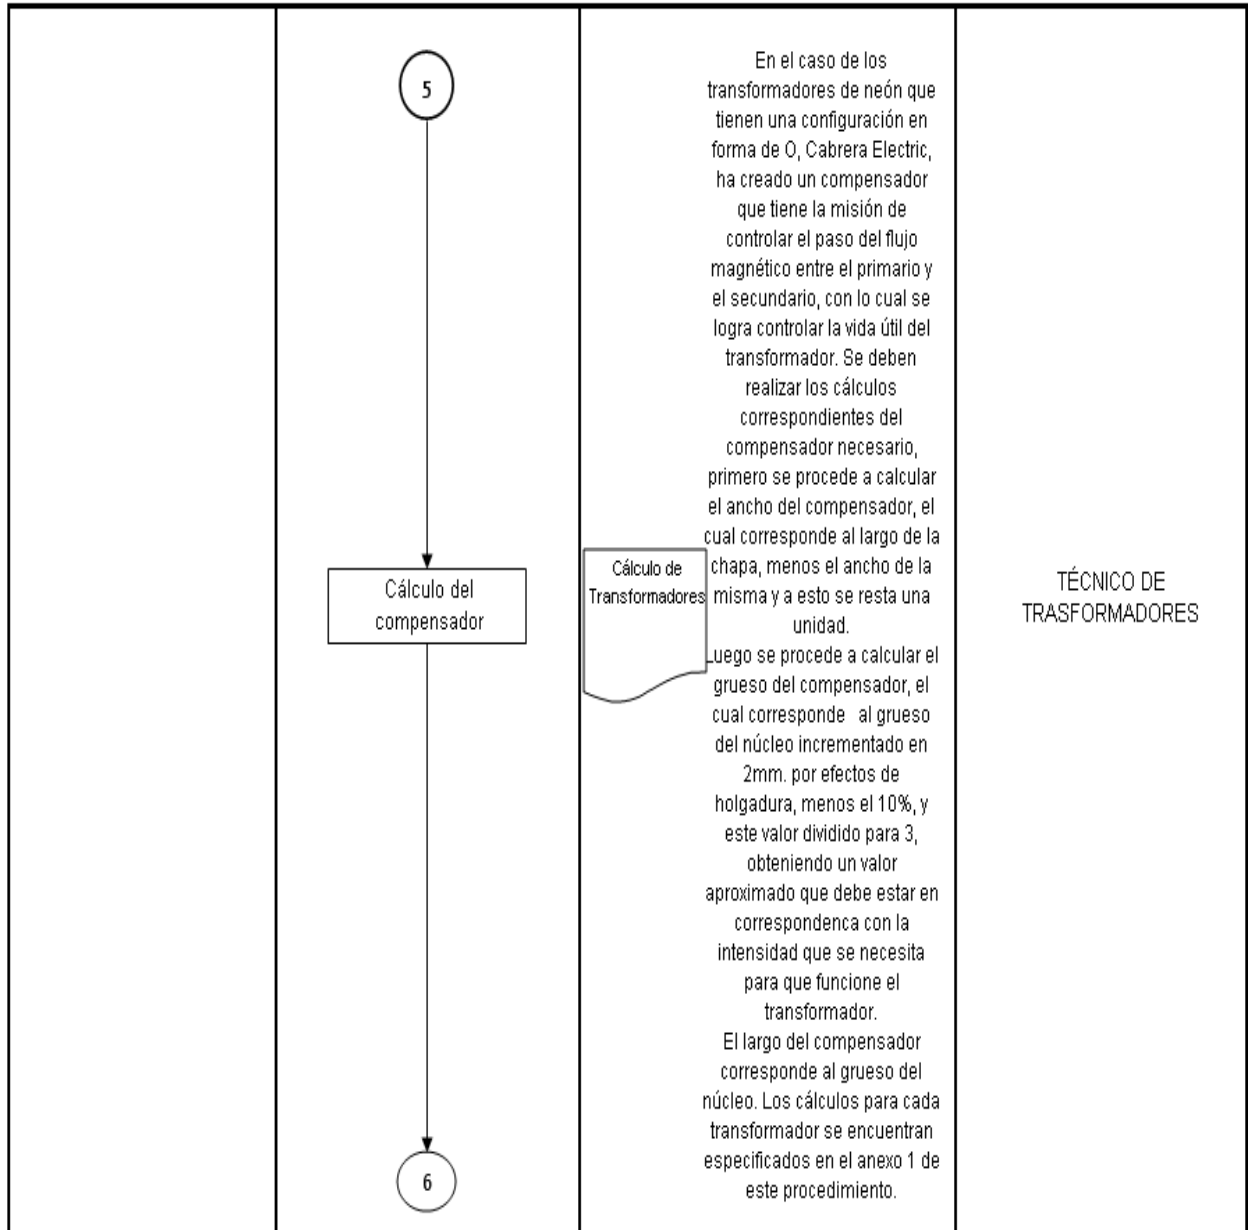 5
Cálculo del
compensador
6
Cálculo de
Transformadores
En el caso de los
transformadores de neón que
tienen una configuración en
forma de O, Cabrera Electric,
ha creado un compensador
que tiene la misión de
controlar el paso del flujo
magnético entre el primario y
el secundario, con lo cual se
logra controlar la vida útil del
transformador. Se deben
realizar los cálculos
correspondientes del
compensador necesario,
primero se procede a calcular
el ancho del compensador, el
cual corresponde al largo de la
chapa, menos el ancho de la
misma y a esto se resta una
unidad.
Luego se procede a calcular el
grueso del compensador, el
cual corresponde al grueso
del núcleo incrementado en
2mm. por efectos de
holgadura, menos el 10%, y
este valor dividido para 3,
obteniendo un valor
aproximado que debe estar en
correspondenca con la
intensidad que se necesita
para que funcione el
transformador.
El largo del compensador
corresponde al grueso del
núcleo. Los cálculos para cada
transformador se encuentran
especificados en el anexo 1 de
este procedimiento.
TÉCNICO DE
TRASFORMADORES